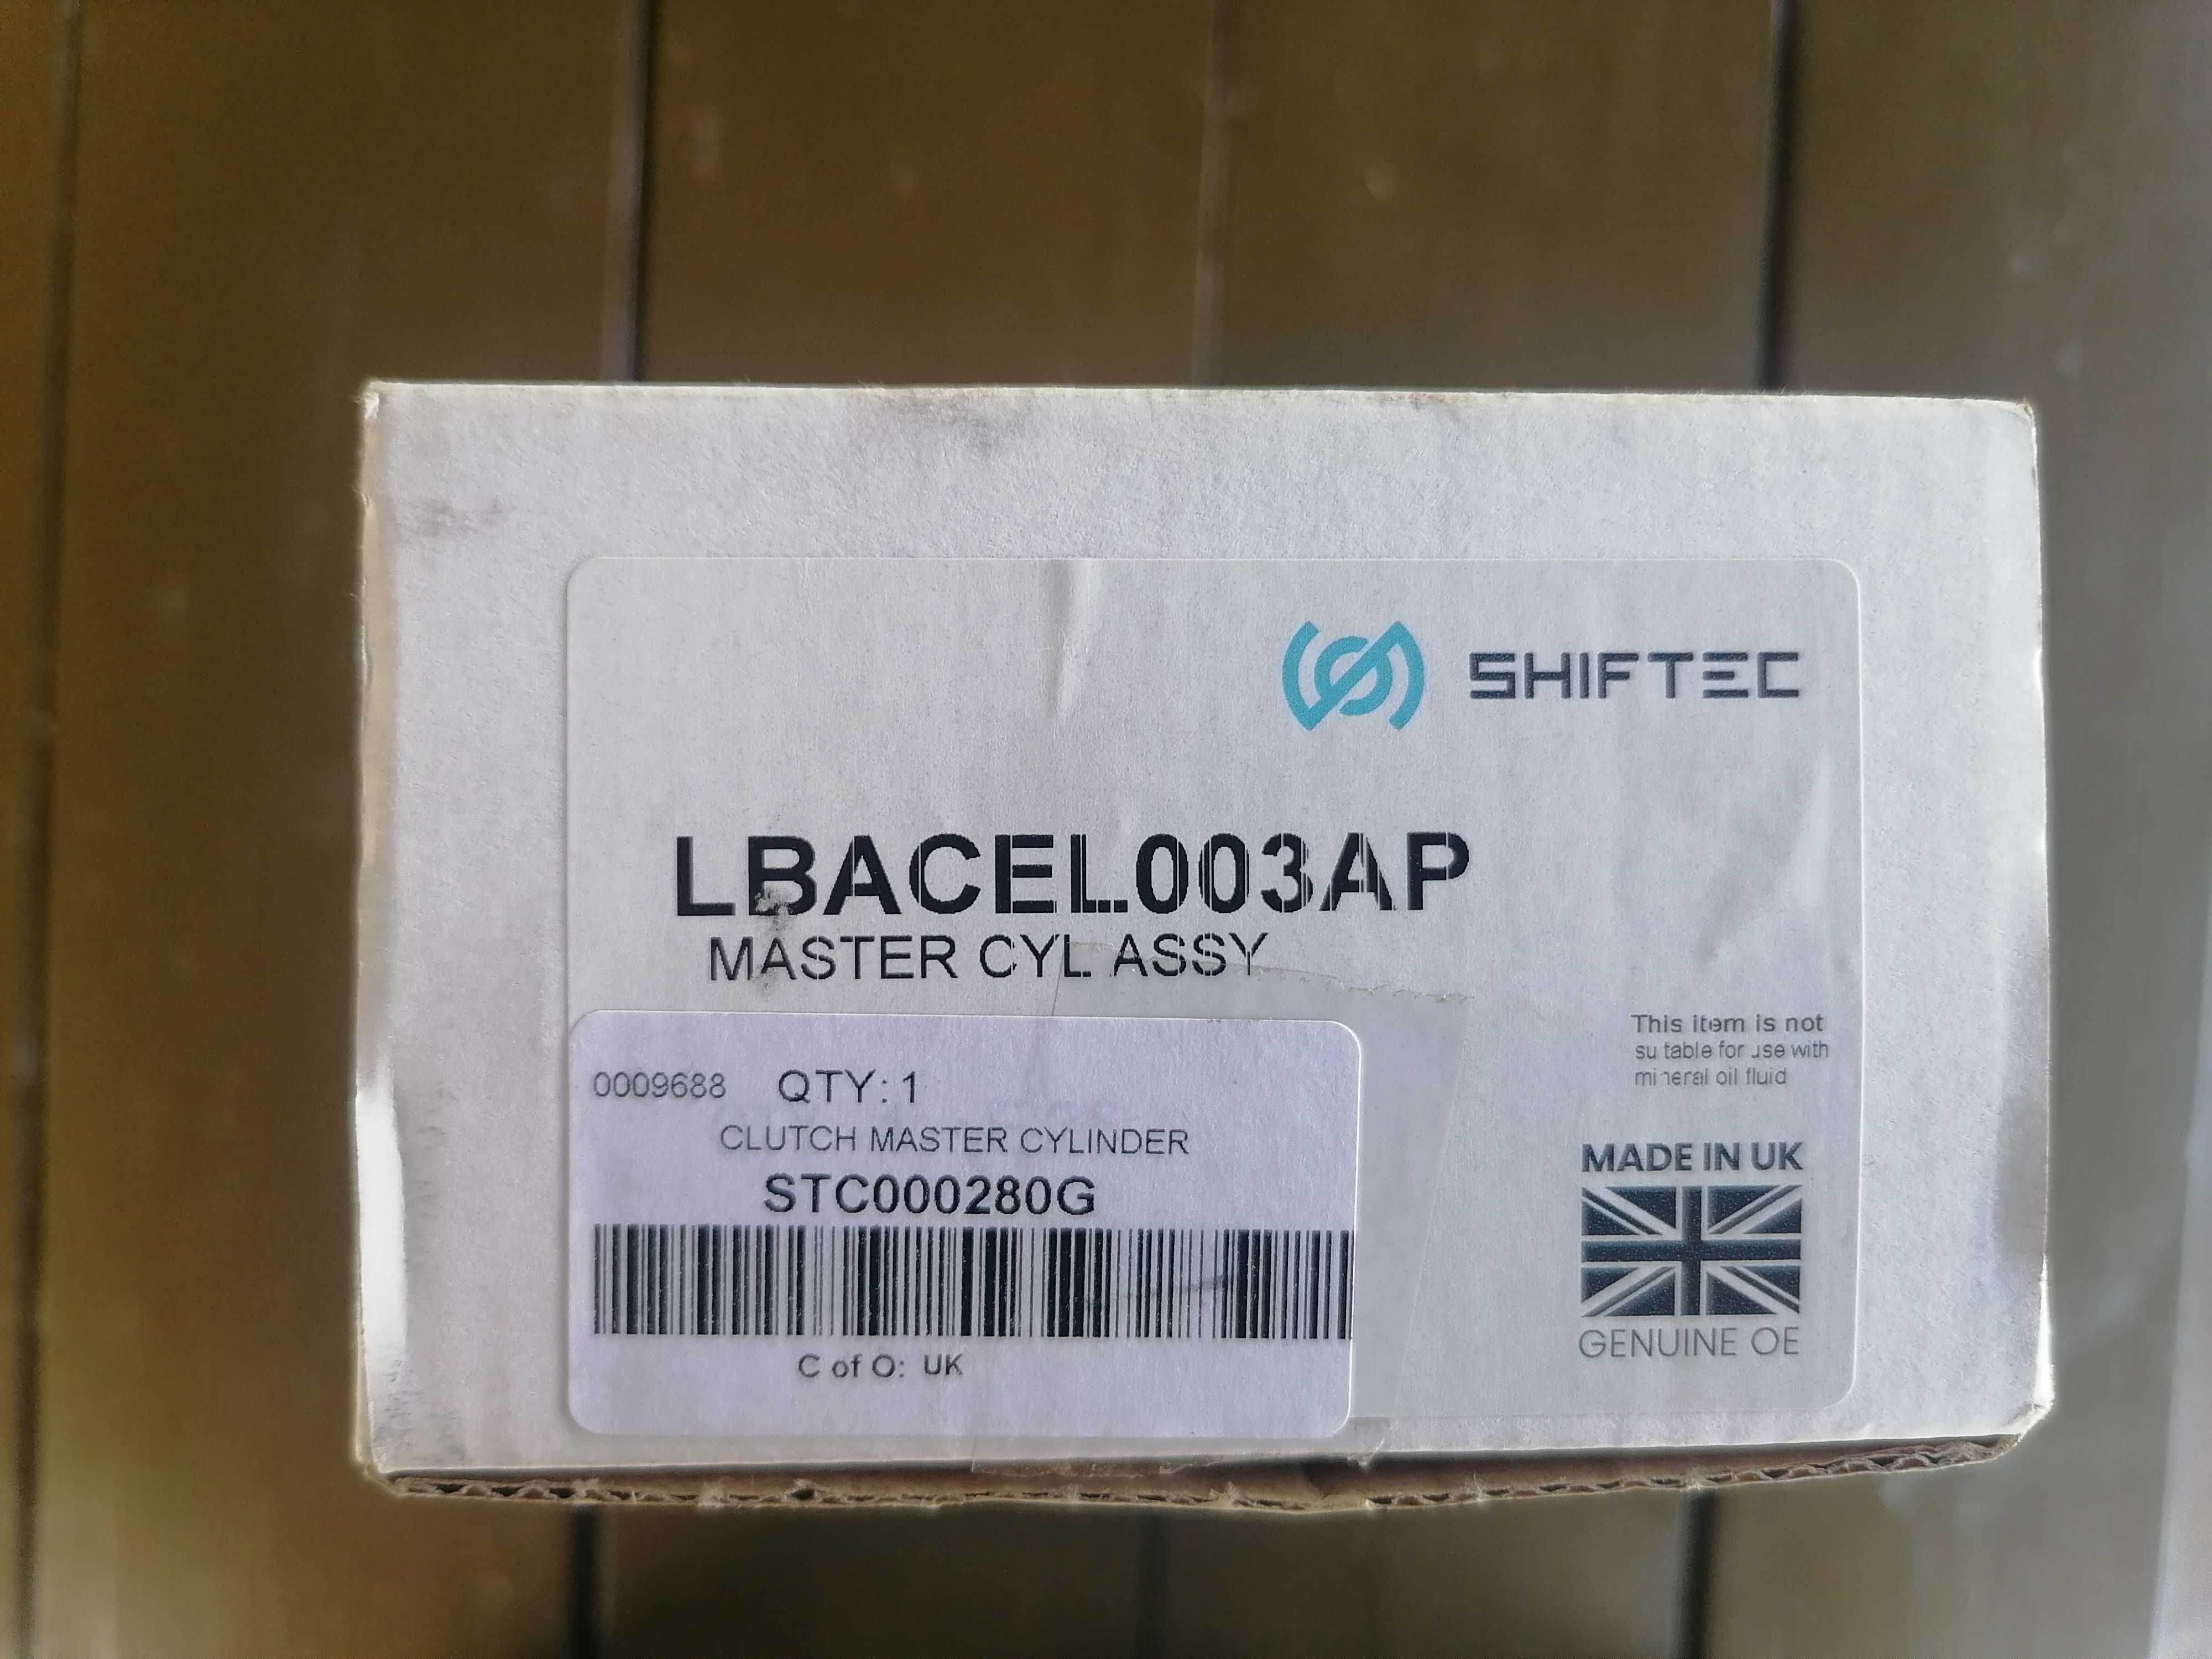 SHIFTEC
LBACEL003AP
MASTER CYL ASSY
This item is not
suitable for use with
mineral oil fluid
0009688 QTY: 1
CLUTCH MASTER CYLINDER
STC000280G
C of O: UK
MADE IN UK
GENUINE OE